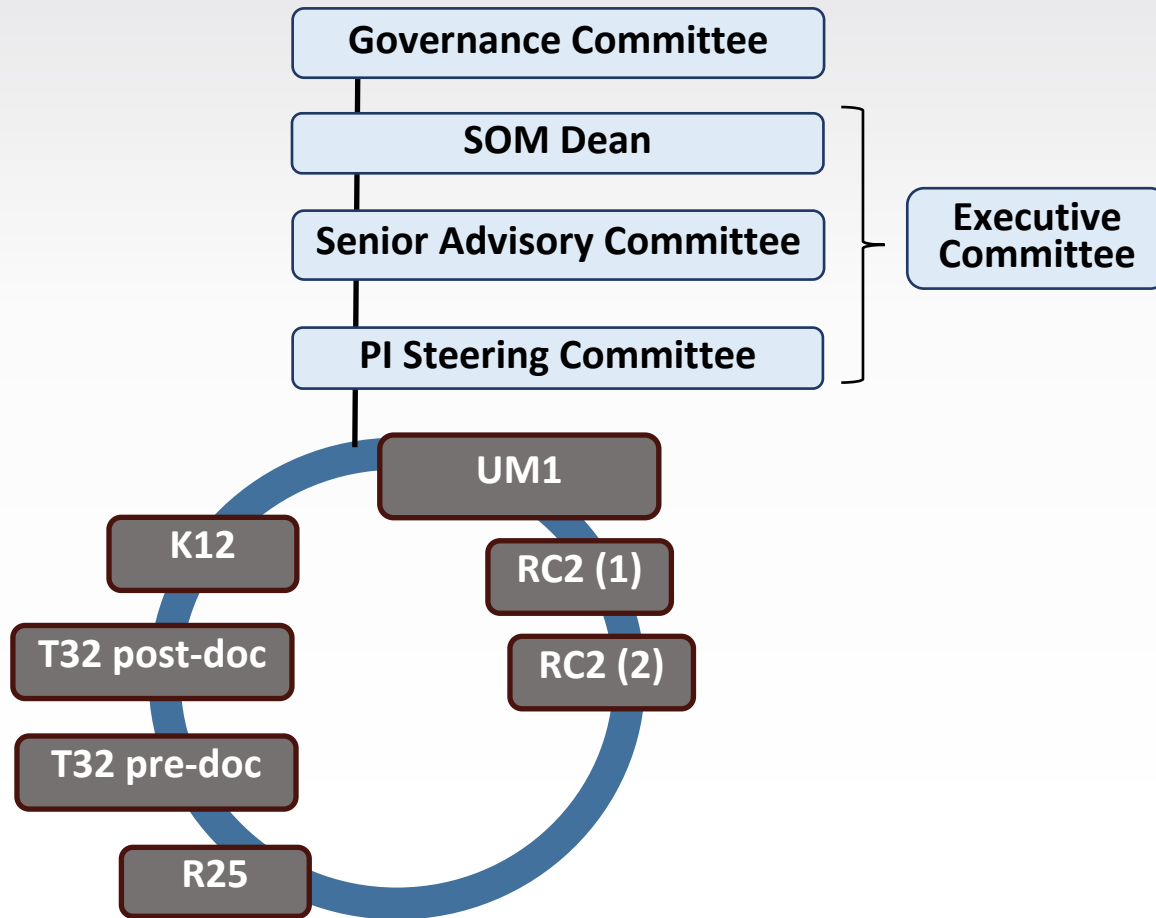 Governance Committee
SOM Dean
Senior Advisory Committee
Executive
Committee
PI Steering Committee
UM1
K12
RC2 (1)
T32 post-doc
RC2 (2)
T32 pre-doc
R25